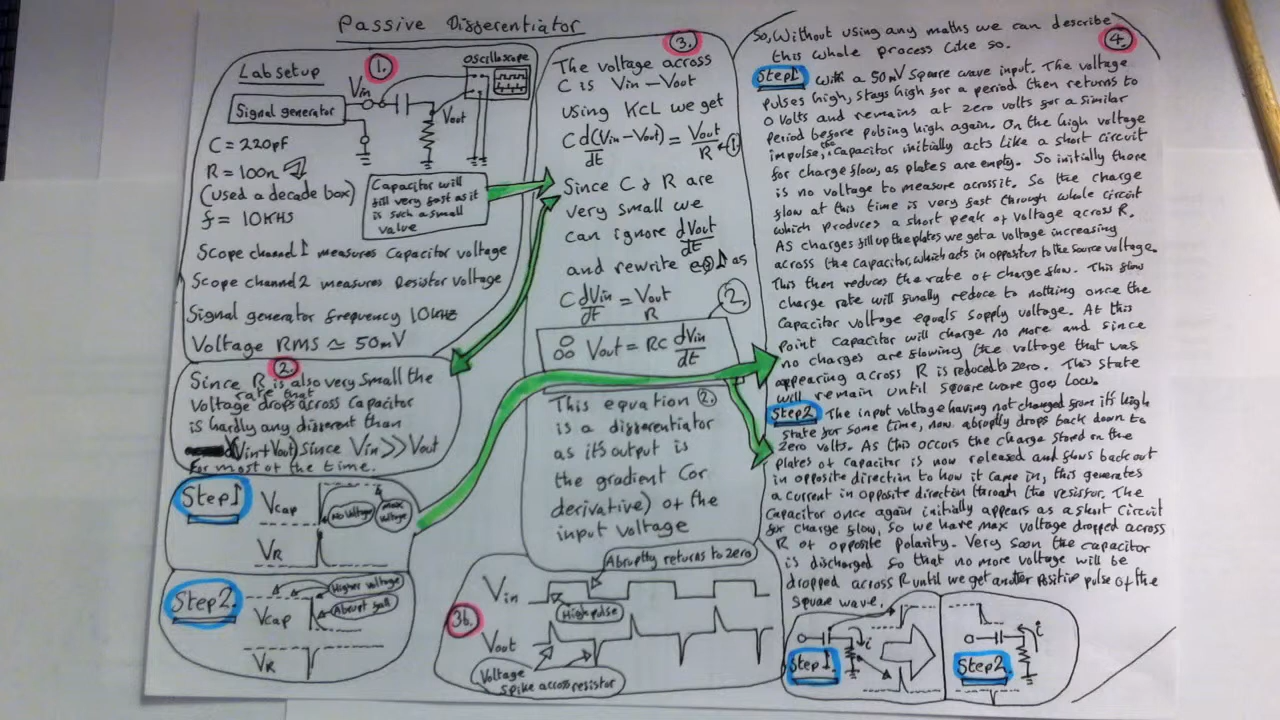 Passive Differentiator
1.
Lab setup
oscilloscope
Vin
Signal generator
Vout
C = 220pF
R = 100Ω
(used a decade box)
f = 10KHz
Capacitor will
fill very fast as it
is such a small
value
Scope channel 1 measures Capacitor voltage
Scope channel 2 measures Resistor voltage
Signal generator frequency 10kHz
Voltage RMS ≃ 50mV
2.
Since R is also very small the
rate that
Voltage drops across Capacitor
is hardly any different than
(Vin+Vout) since Vin >> Vout
for most of the time.
Step 1
Vcap
No Voltage
max voltage
VR
Step 2.
Higher voltage
Vcap
Abrupt fall
VR
3.
The voltage across
C is Vin - Vout
using KCL we get
C d(Vin - Vout)/dt = Vout/R ←1.
Since C & R are
very small we
can ignore dVout/dt
and rewrite eq 1 as
C dVin/dt = Vout/R
2.
∴ Vout = RC dVin/dt
This equation 2.
is a differentiator
as it's output is
the gradient (or
derivative) of the
input voltage
3b.
Abruptly returns to zero
Vin
High pulse
Vout
Voltage
spike across resistor
4.
So, Without using any maths we can describe
this whole process like so.
Step 1 With a 50mV square wave input. The voltage
pulses high, stays high for a period then returns to
0 volts and remains at zero volts for a similar
period before pulsing high again. On the high voltage
impulse, the capacitor initially acts like a short circuit
for charge flow, as plates are empty. So initially there
is no voltage to measure across it. So the charge
flow at this time is very fast through whole circuit
which produces a short peak of voltage across R.
As charges fill up the plates we get a voltage increasing
across the Capacitor, which acts in oppositon to the source voltage.
This then reduces the rate of charge flow. This flow
charge rate will finally reduce to nothing once the
Capacitor voltage equals supply voltage. At this
point Capacitor will charge no more and since
no charges are flowing the voltage that was
appearing across R is reduced to zero. This state
will remain until square wave goes low.
Step 2 The input voltage having not changed from it's high
state for some time, now abruptly drops back down to
zero volts. As this occurs the charge stored on the
plates of capacitor is now released and flows back out
in opposite direction to how it came in, this generates
a current in opposite direction through the resistor. The
Capacitor once again initially appears as a short circuit
for charge flow, so we have max voltage dropped across
R of opposite polarity. Very soon the capacitor
is discharged so that no more voltage will be
dropped across R until we get another positive pulse of the
square wave.
i
Step 1.
i
Step 2